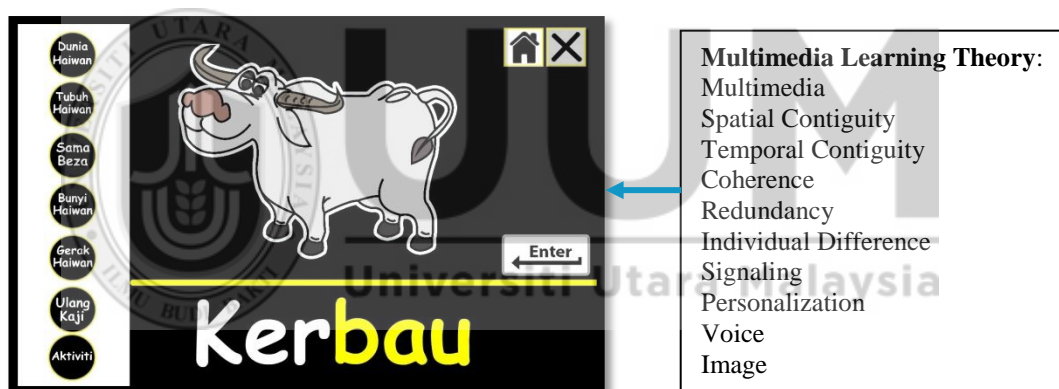 Dunia
Haiwan
Tubuh
Haiwan
Sama
Beza
Bunyi
Haiwan
Gerak
Haiwan
Ulang
Kaji
Aktiviti
Enter
Kerbau
Multimedia Learning Theory:
Multimedia
Spatial Contiguity
Temporal Contiguity
Coherence
Redundancy
Individual Difference
Signaling
Personalization
Voice
Image
UUM
Universiti Utara Malaysia